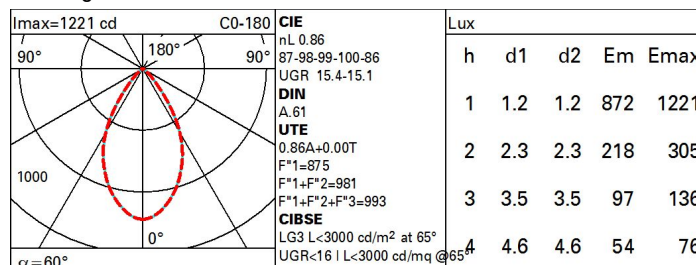 Imax=1221 cd C0-180
90° 180° 90°
1000
0°
α=60°
CIE
nL 0.86
87-98-99-100-86
UGR 15.4-15.1
DIN
A.61
UTE
0.86A+0.00T
F"1=875
F"1+F"2=981
F"1+F"2+F"3=993
CIBSE
LG3 L<3000 cd/m² at 65°
UGR<16 | L<3000 cd/mq @65°
Lux
h d1 d2 Em Emax
1 1.2 1.2 872 1221
2 2.3 2.3 218 305
3 3.5 3.5 97 136
4 4.6 4.6 54 76